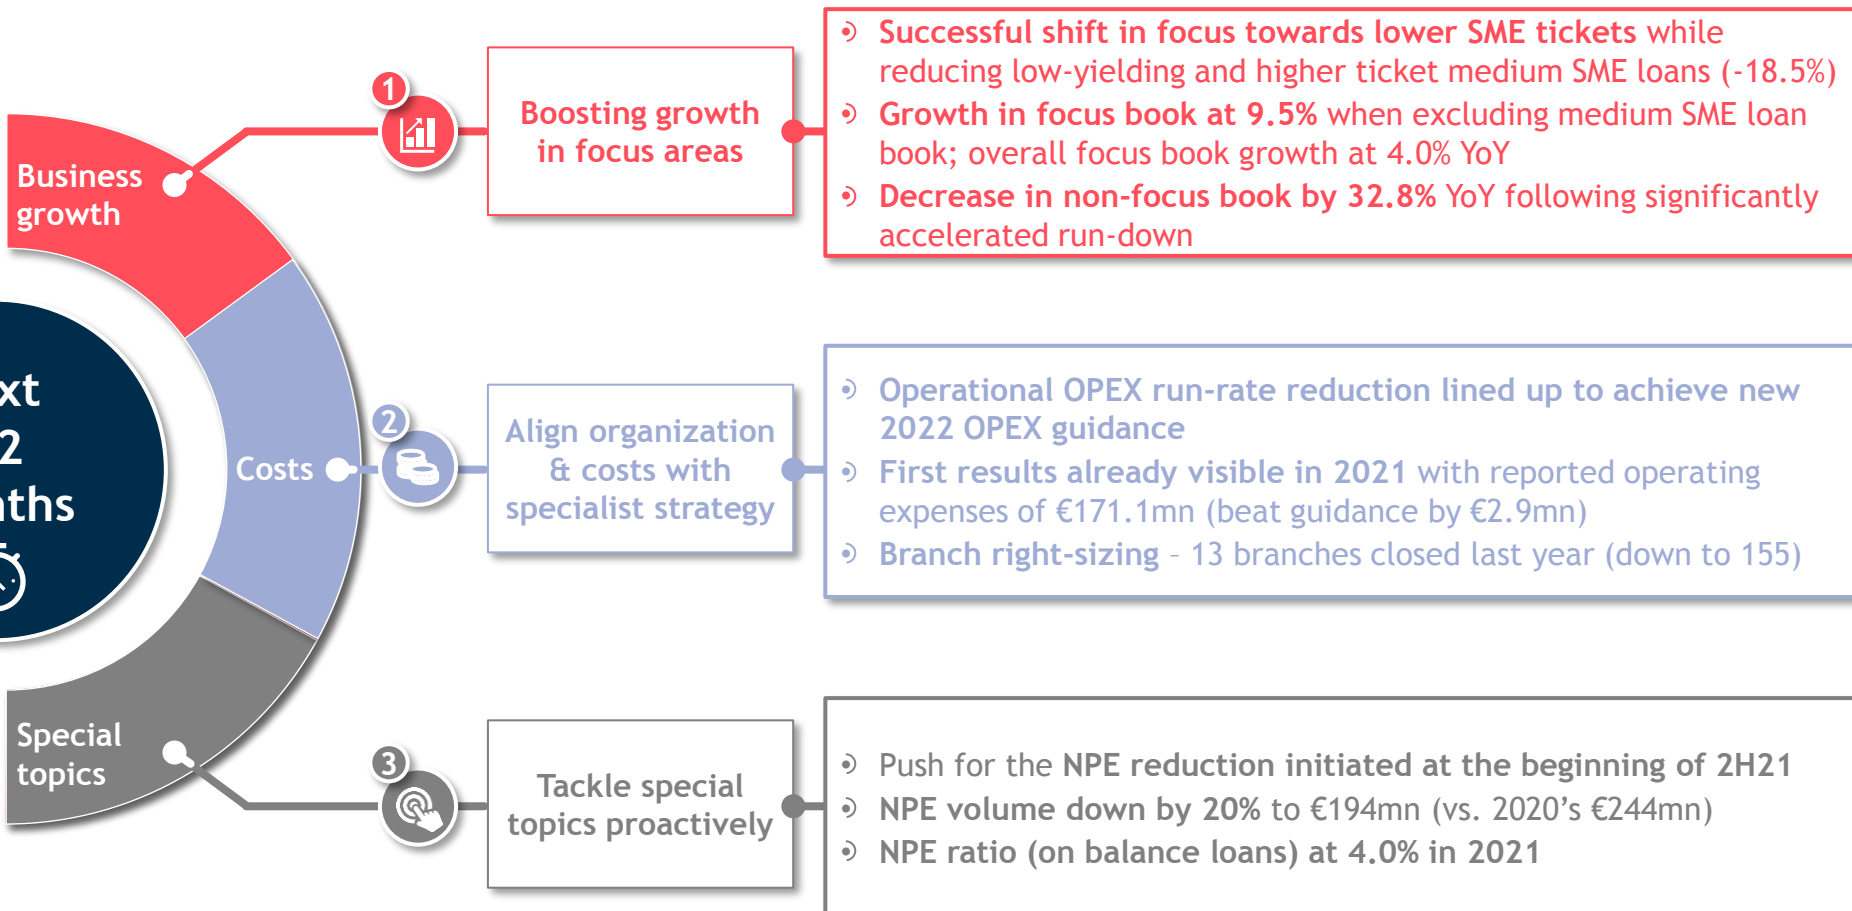 Business
growth
1
Boosting growth
in focus areas
Successful shift in focus towards lower SME tickets while
reducing low-yielding and higher ticket medium SME loans (-18.5%)
Growth in focus book at 9.5% when excluding medium SME loan
book; overall focus book growth at 4.0% YoY
Decrease in non-focus book by 32.8% YoY following significantly
accelerated run-down
xt
2
ths
Costs
2
Align organization
& costs with
specialist strategy
Operational OPEX run-rate reduction lined up to achieve new
2022 OPEX guidance
First results already visible in 2021 with reported operating
expenses of €171.1mn (beat guidance by €2.9mn)
Branch right-sizing – 13 branches closed last year (down to 155)
Special
topics
3
Tackle special
topics proactively
Push for the NPE reduction initiated at the beginning of 2H21
NPE volume down by 20% to €194mn (vs. 2020’s €244mn)
NPE ratio (on balance loans) at 4.0% in 2021